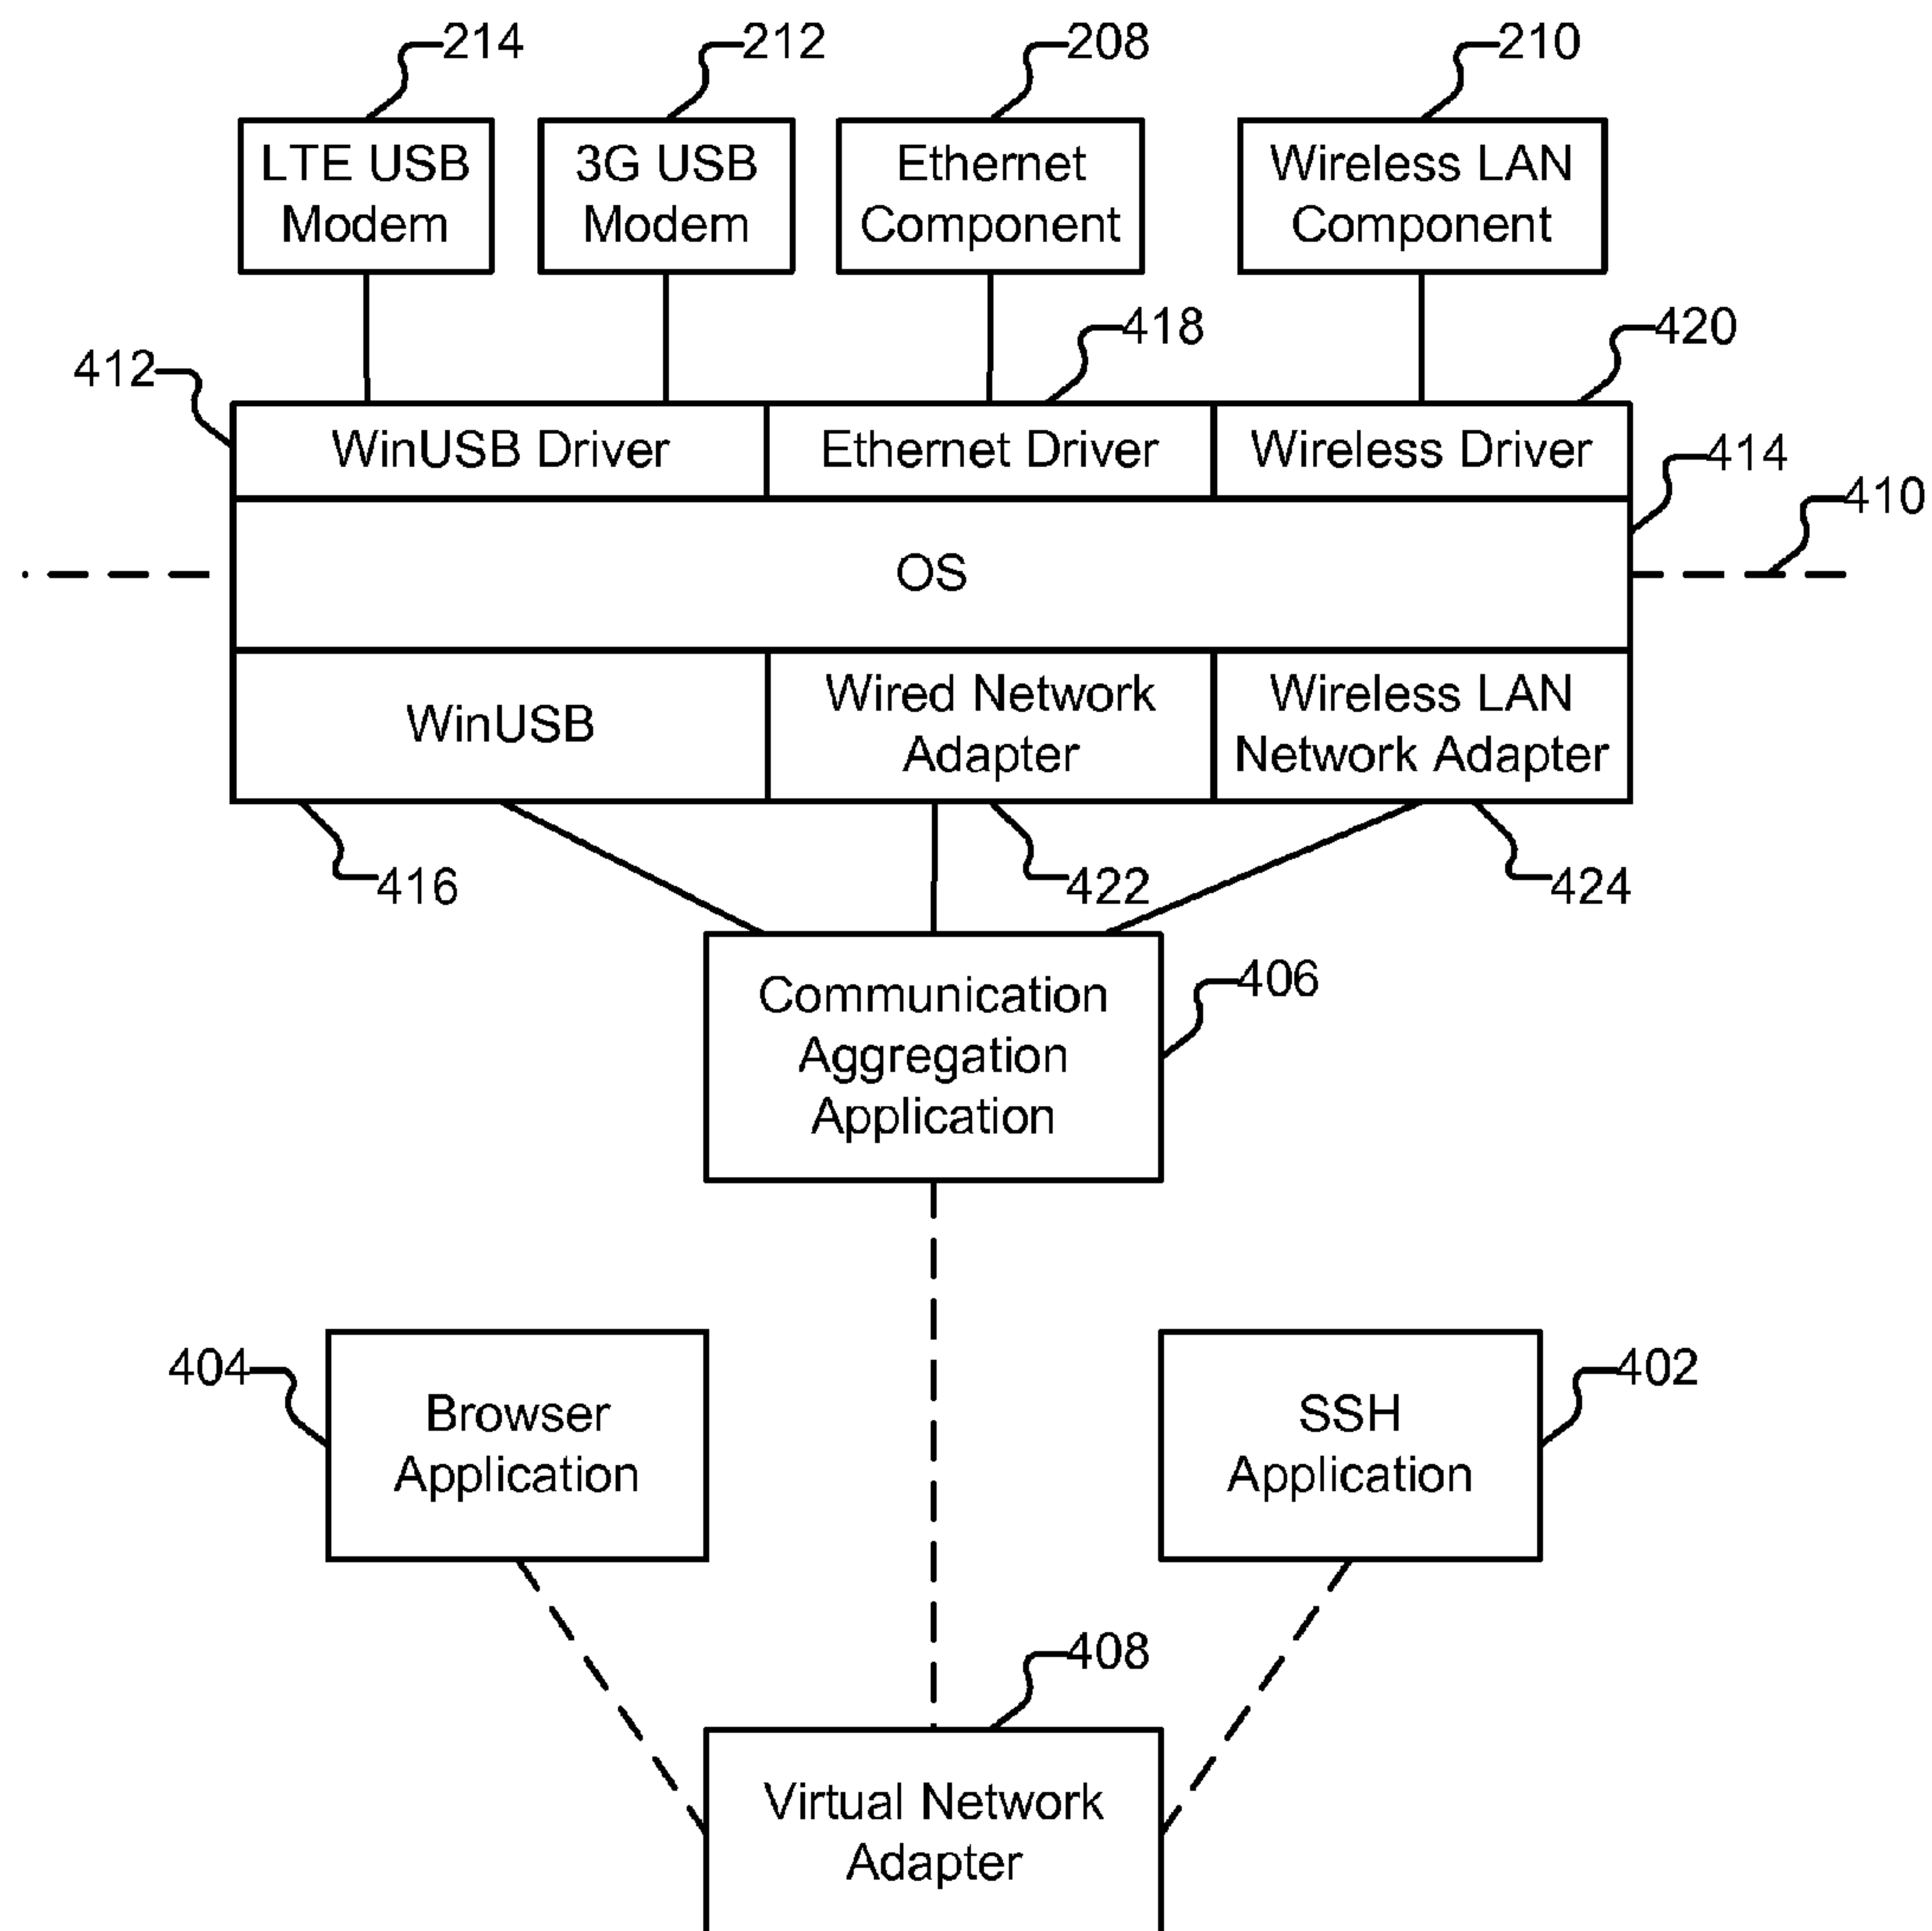 214
212
208
210
LTE USB
Modem
3G USB
Modem
Ethernet
Component
Wireless LAN
Component
418
420
412
WinUSB Driver
Ethernet Driver
Wireless Driver
414
410
OS
WinUSB
Wired Network
Adapter
Wireless LAN
Network Adapter
416
422
424
Communication
Aggregation
Application
406
404
Browser
Application
SSH
Application
402
408
Virtual Network
Adapter